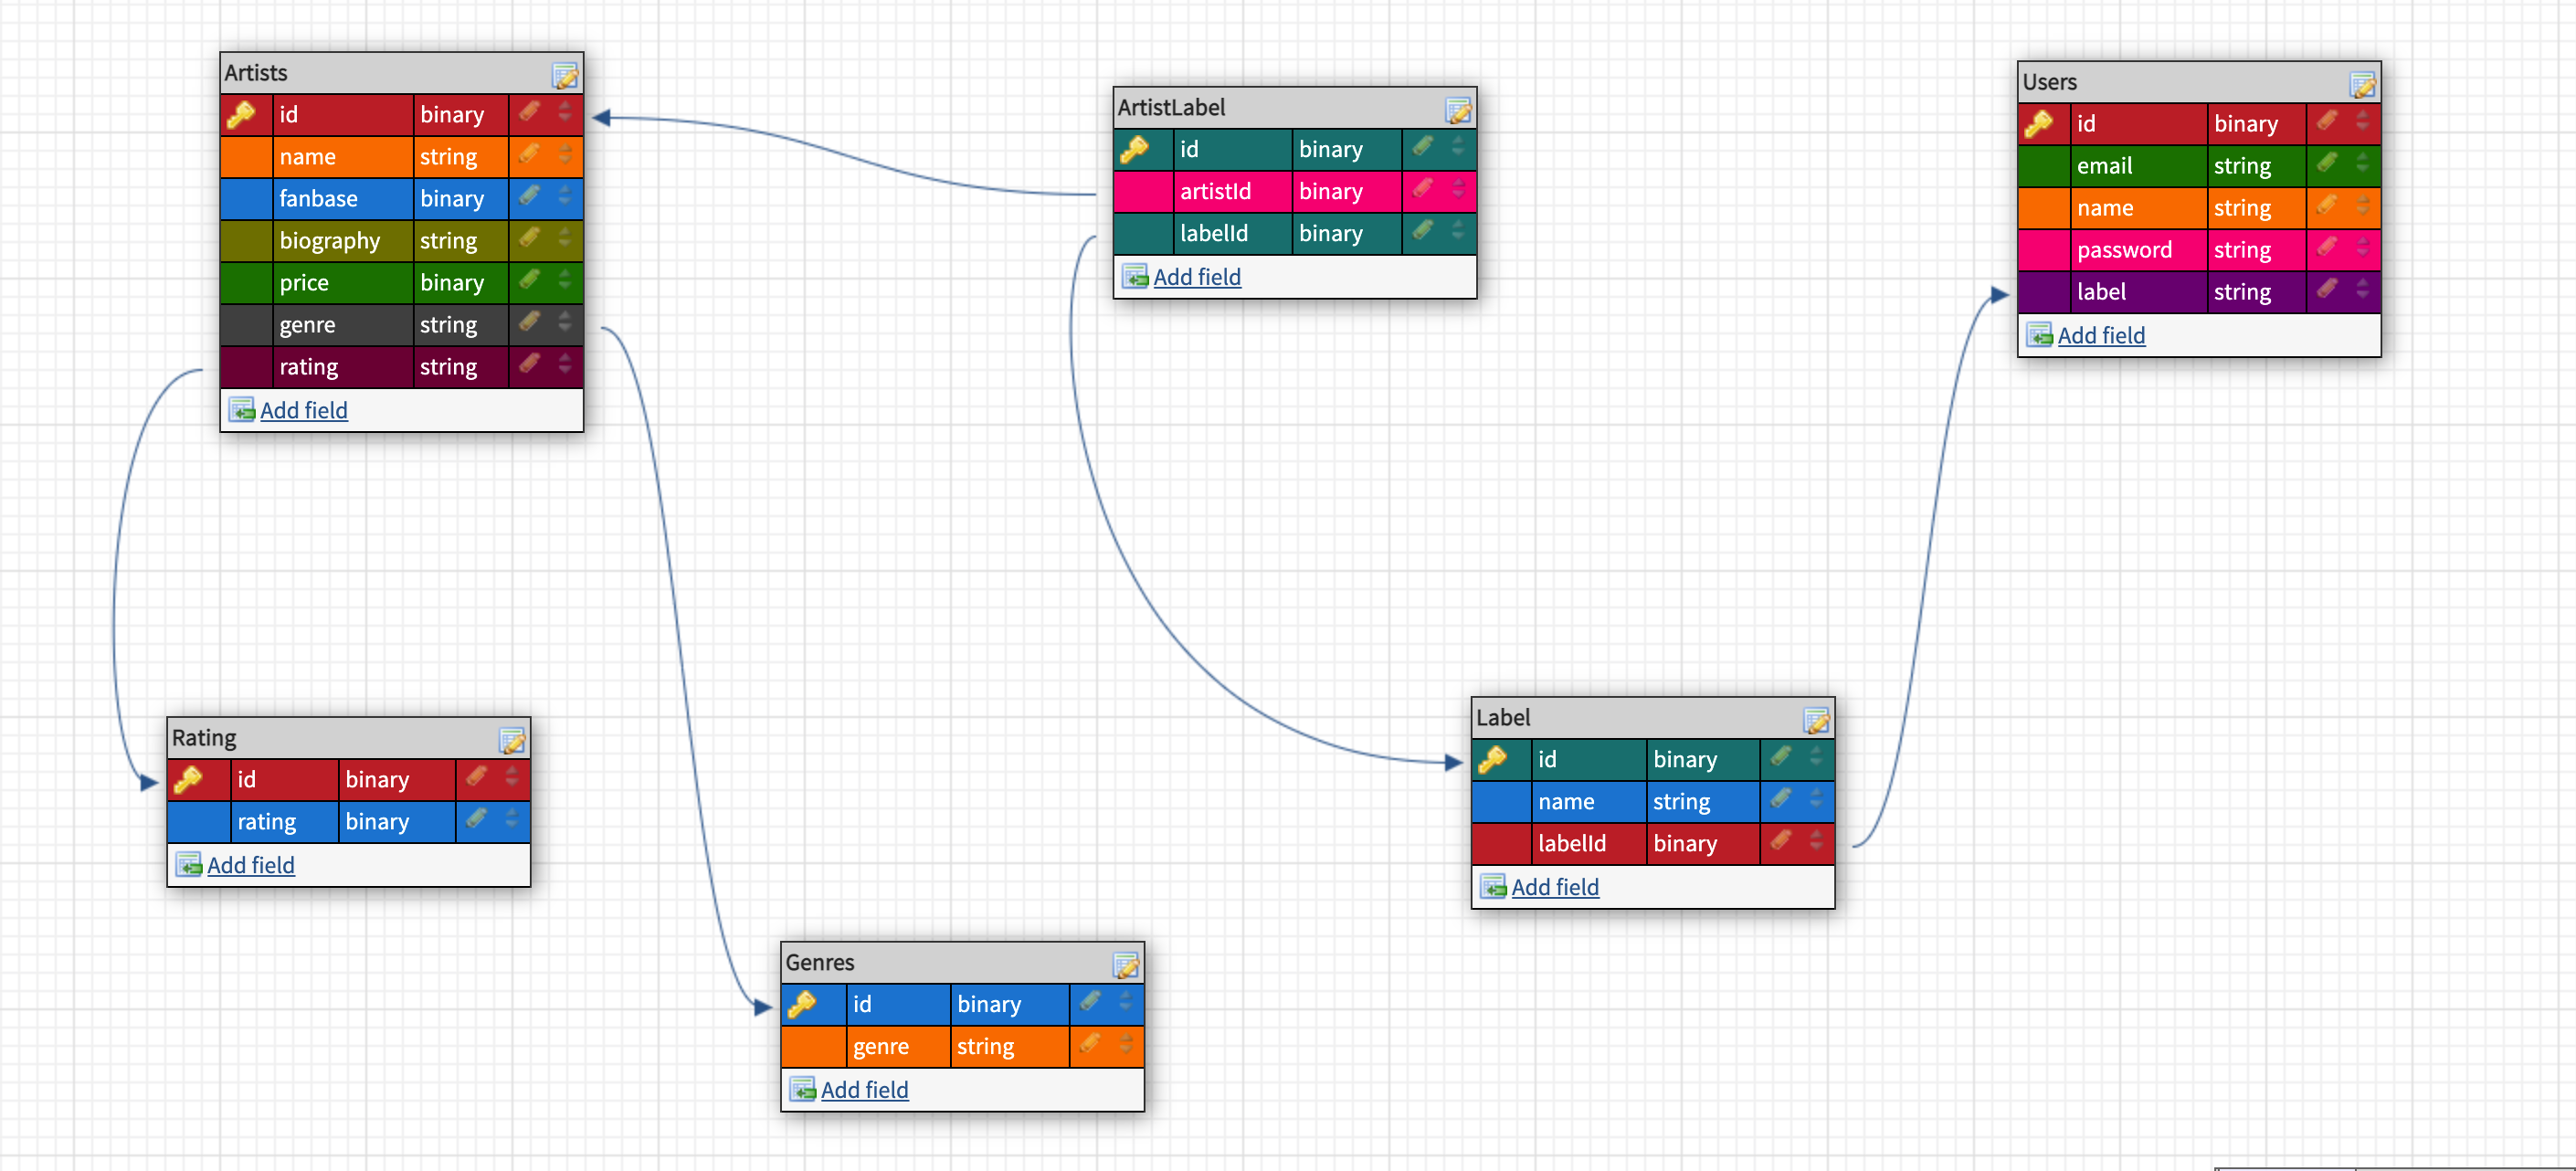 Artists
id binary
name string
fanbase binary
biography string
price binary
genre string
rating string
Add field
ArtistLabel
id binary
artistId binary
labelId binary
Add field
Users
id binary
email string
name string
password string
label string
Add field
Rating
id binary
rating binary
Add field
Label
id binary
name string
labelId binary
Add field
Genres
id binary
genre string
Add field